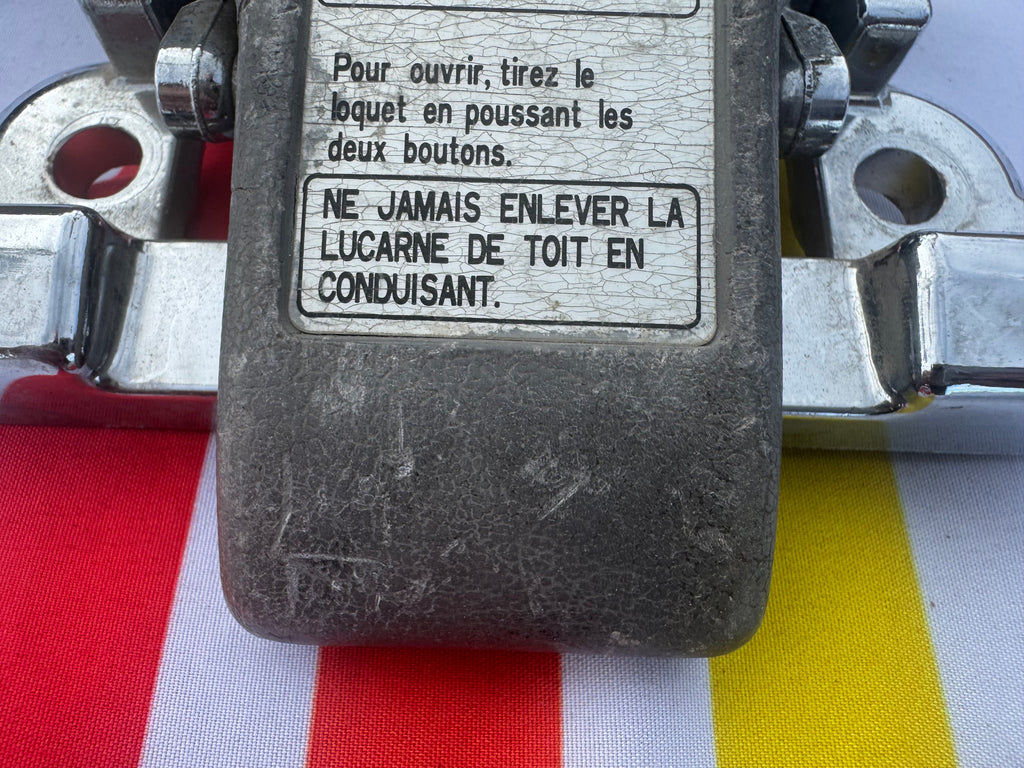 Pour ouvrir, tirez le
loquet en poussant les
deux boutons.
NE JAMAIS ENLEVER LA
LUCARNE DE TOIT EN
CONDUISANT.